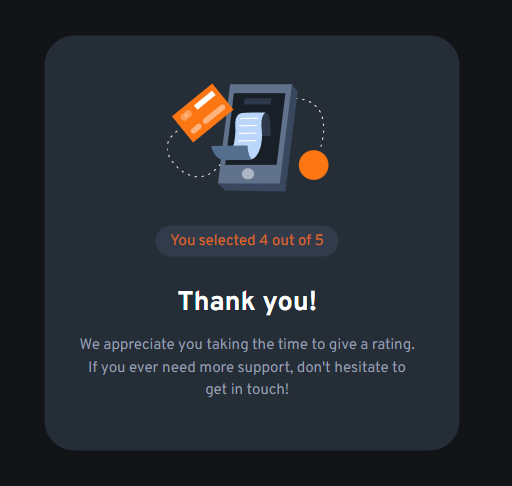 You selected 4 out of 5
Thank you!
We appreciate you taking the time to give a rating.
If you ever need more support, don't hesitate to
get in touch!